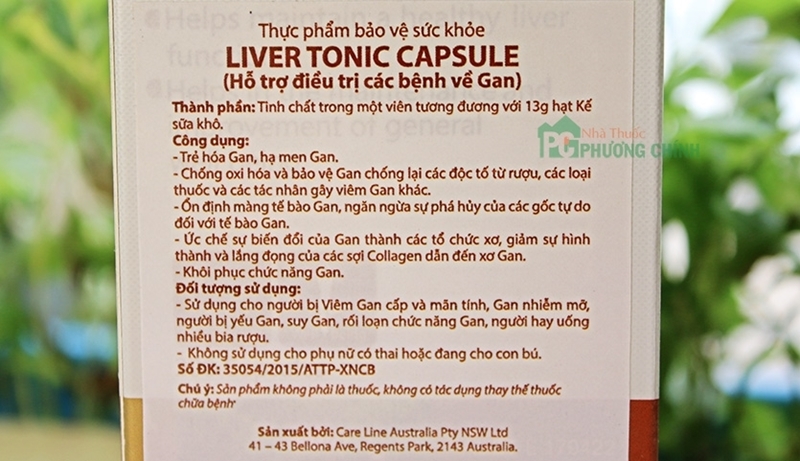 Thực phẩm bảo vệ sức khỏe
LIVER TONIC CAPSULE
(Hỗ trợ điều trị các bệnh về Gan)
Thành phần: Tinh chất trong một viên tương đương với 13g hạt Kế
sữa khô.
Công dụng:
- Trẻ hóa Gan, hạ men Gan.
- Chống oxi hóa và bảo vệ Gan chống lại các độc tố từ rượu, các loại
thuốc và các tác nhân gây viêm Gan khác.
- Ổn định màng tế bào Gan, ngăn ngừa sự phá hủy của các gốc tự do
đối với tế bào Gan.
- Ức chế sự biến đổi của Gan thành các tổ chức xơ, giảm sự hình
thành và lắng đọng của các sợi Collagen dẫn đến xơ Gan.
- Khôi phục chức năng Gan.
Đối tượng sử dụng:
- Sử dụng cho người bị Viêm Gan cấp và mãn tính, Gan nhiễm mỡ,
người bị yếu Gan, suy Gan, rối loạn chức năng Gan, người hay uống
nhiều bia rượu.
- Không sử dụng cho phụ nữ có thai hoặc đang cho con bú.
Số ĐK: 35054/2015/ATTP-XNCB
Chú ý: Sản phẩm không phải là thuốc, không có tác dụng thay thế thuốc
chữa bệnh
Sản xuất bởi: Care Line Australia Pty NSW Ltd
41 – 43 Bellona Ave, Regents Park, 2143 Australia.
Nhà Thuốc
PC PHƯƠNG CHÍNH
Helps maintain a healthy liver
func
Help
and
improvement of general